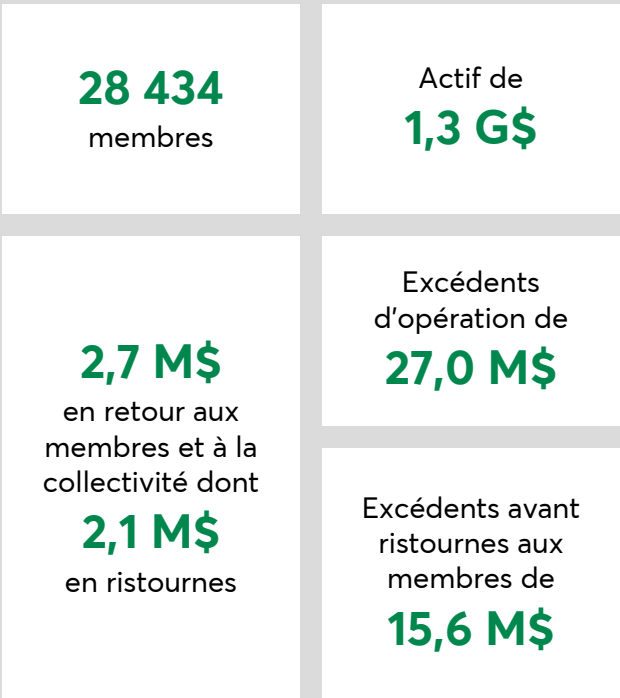 28 434
membres
Actif de
1,3 G$
2,7 M$
en retour aux
membres et à la
collectivité dont
2,1 M$
en ristournes
Excédents
d’opération de
27,0 M$
Excédents avant
ristournes aux
membres de
15,6 M$